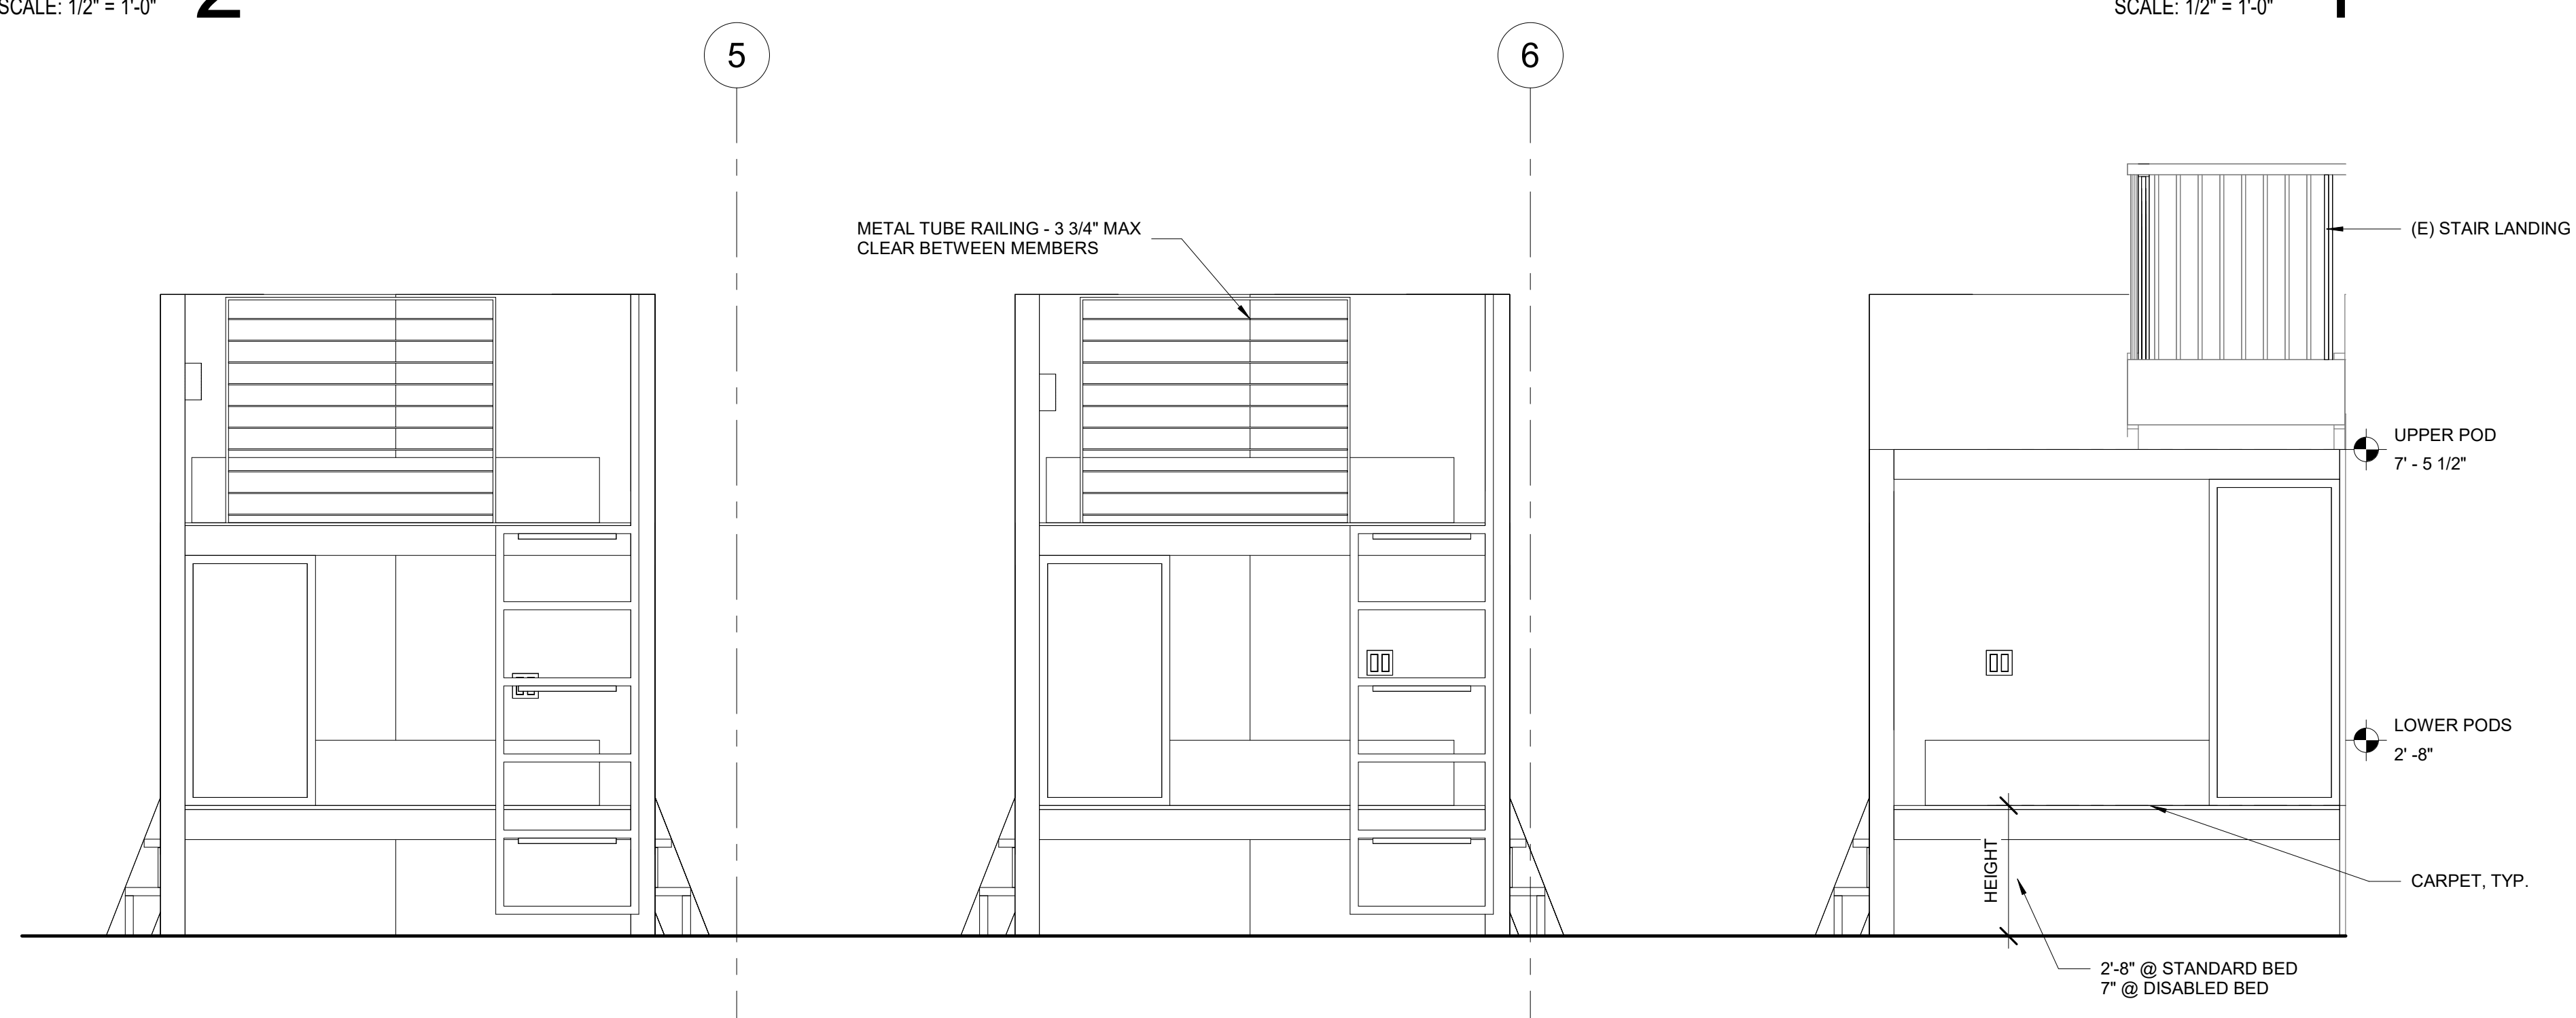 SCALE: 1/2" = 1'-0"
2
SCALE: 1/2" = 1'-0"
5
6
METAL TUBE RAILING - 3 3/4" MAX
CLEAR BETWEEN MEMBERS
(E) STAIR LANDING
UPPER POD
7' - 5 1/2"
LOWER PODS
2' -8"
HEIGHT
CARPET, TYP.
2'-8" @ STANDARD BED
7" @ DISABLED BED